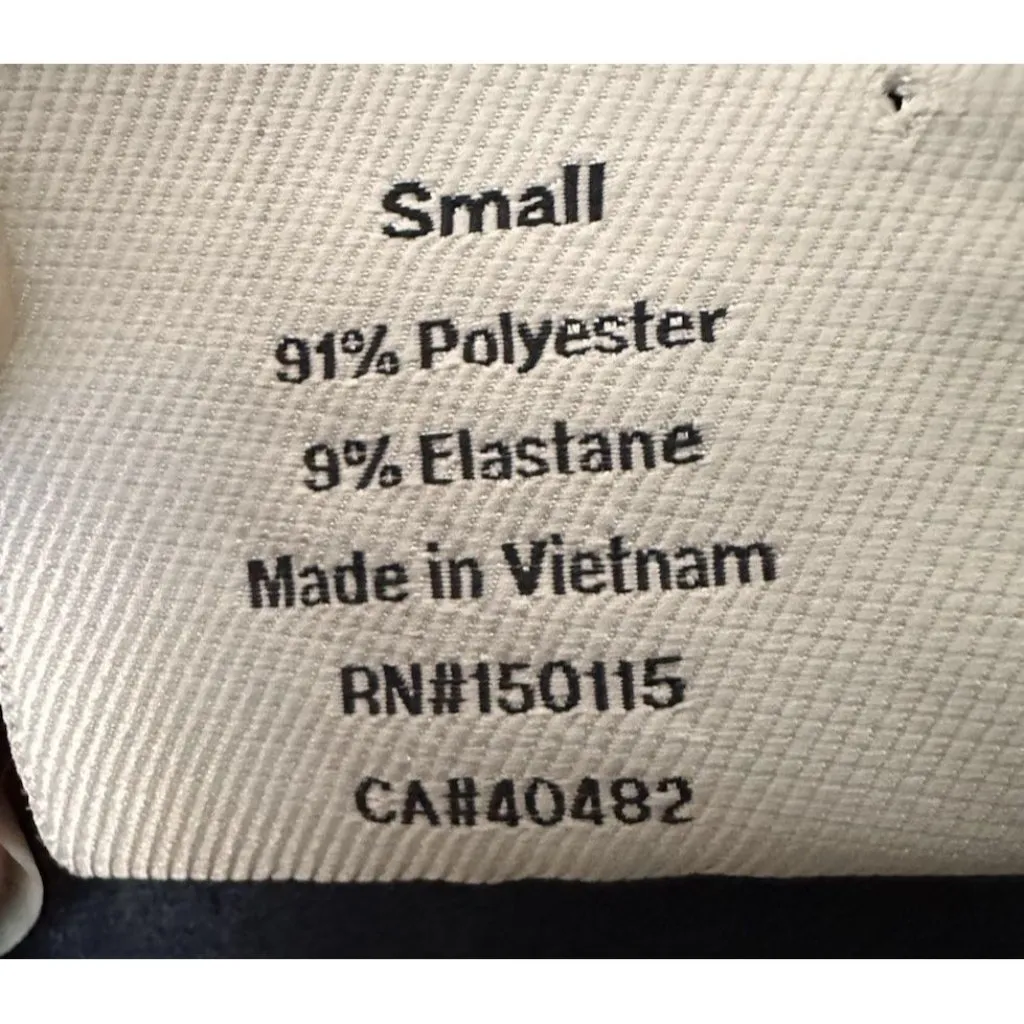 Small
91% Polyester
9% Elastane
Made in Vietnam
RN#150115
CA#40482